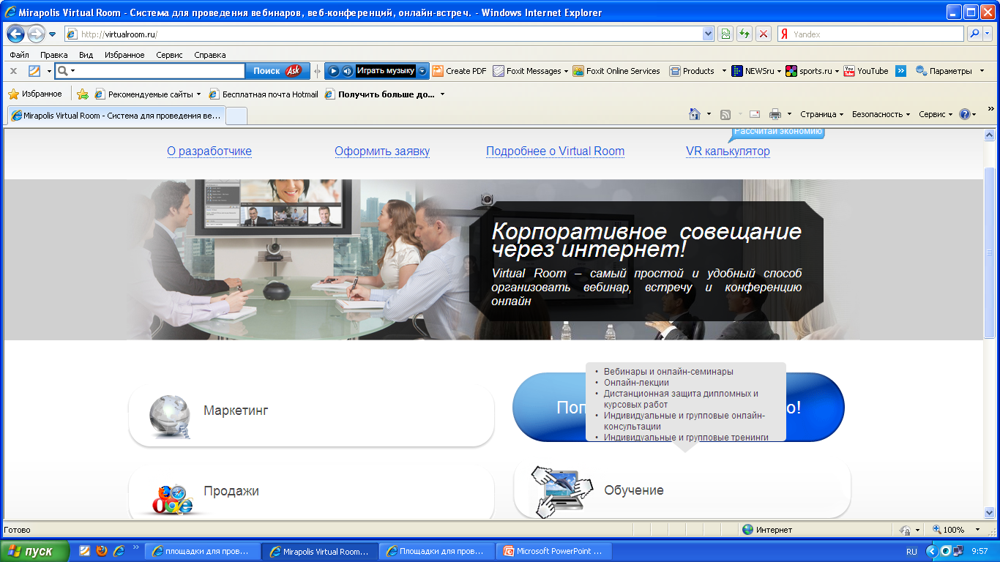 Mirapolis Virtual Room - Система для проведения вебинаров, веб-конференций, онлайн-встреч. - Windows Internet Explorer
http://virtualroom.ru/
Yandex
Файл Правка Вид Избранное Сервис Справка
Поиск Ask
Играть музыку
Create PDF
Foxit Messages
Foxit Online Services
Products
NEWSru
sports.ru
YouTube
Параметры
Избранное
Рекомендуемые сайты
Бесплатная почта Hotmail
Получить больше до...
Mirapolis Virtual Room - Система для проведения ве...
Страница
Безопасность
Сервис
Рассчитай экономию
О разработчике
Оформить заявку
Подробнее о Virtual Room
VR калькулятор
Корпоративное совещание
через интернет!
Virtual Room – самый простой и удобный способ
организовать вебинар, встречу и конференцию
онлайн
• Вебинары и онлайн-семинары
• Онлайн-лекции
• Дистанционная защита дипломных и
курсовых работ
• Индивидуальные и групповые онлайн-
консультации
• Индивидуальные и групповые тренинги
Маркетинг
Продажи
Обучение
Готово
Интернет
100%
пуск
площадки для пров...
Mirapolis Virtual Room...
Площадки для пров...
Microsoft PowerPoint ...
RU
9:57